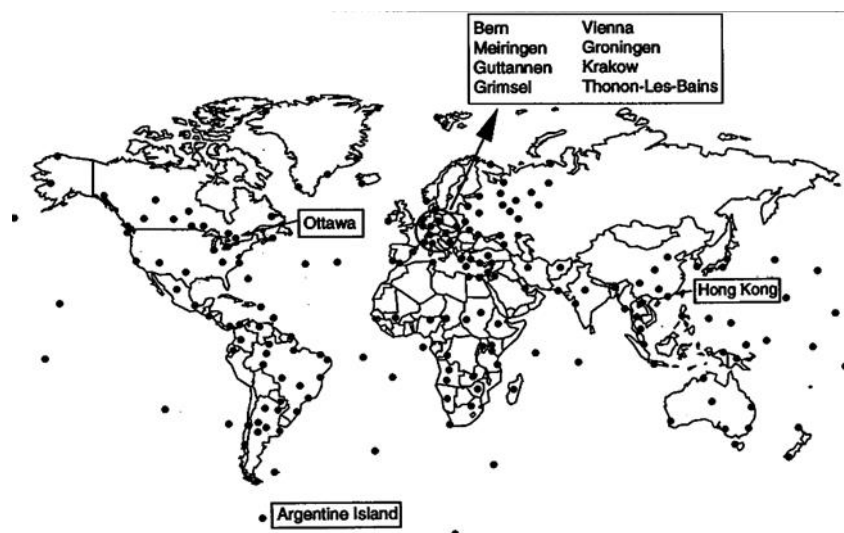 Bern Vienna
Meiringen Groningen
Guttannen Krakow
Grimsel Thonon-Les-Bains
Ottawa
Hong Kong
Argentine Island